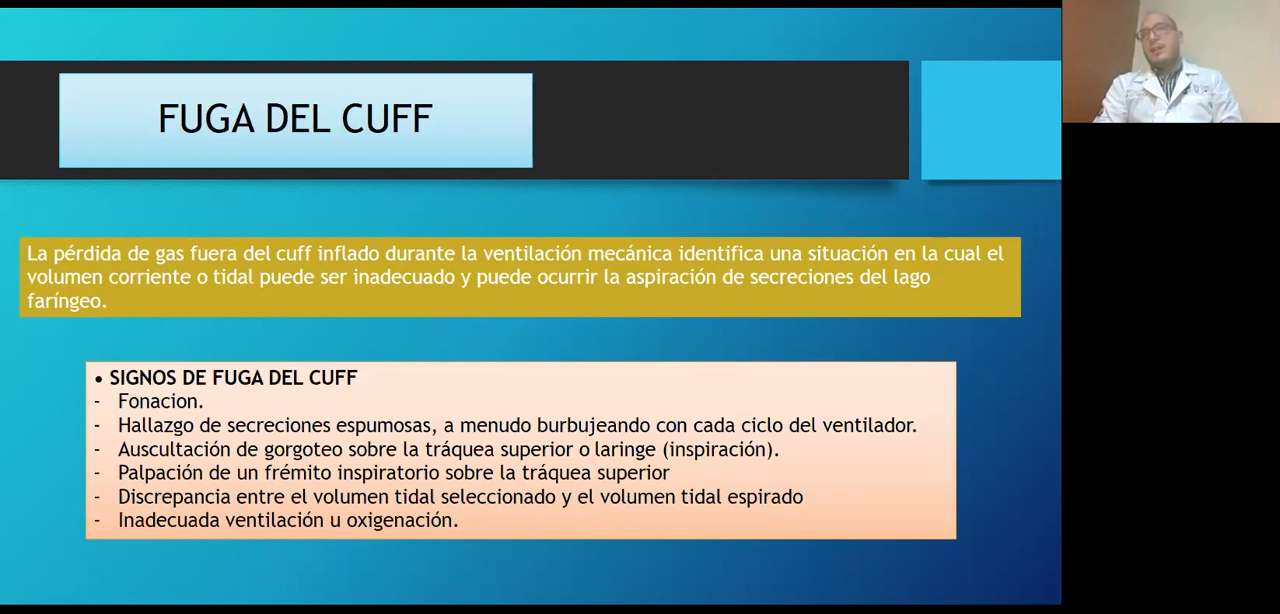 FUGA DEL CUFF
La pérdida de gas fuera del cuff inflado durante la ventilación mecánica identifica una situación en la cual el
volumen corriente o tidal puede ser inadecuado y puede ocurrir la aspiración de secreciones del lago
faríngeo.
• SIGNOS DE FUGA DEL CUFF
- Fonacion.
- Hallazgo de secreciones espumosas, a menudo burbujeando con cada ciclo del ventilador.
- Auscultación de gorgoteo sobre la tráquea superior o laringe (inspiración).
- Palpación de un frémito inspiratorio sobre la tráquea superior
- Discrepancia entre el volumen tidal seleccionado y el volumen tidal espirado
- Inadecuada ventilación u oxigenación.